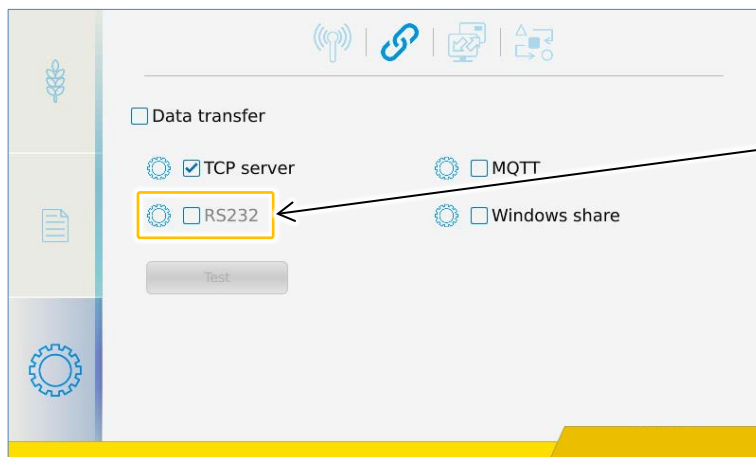 Data transfer
TCP server
MQTT
RS232
Windows share
Test